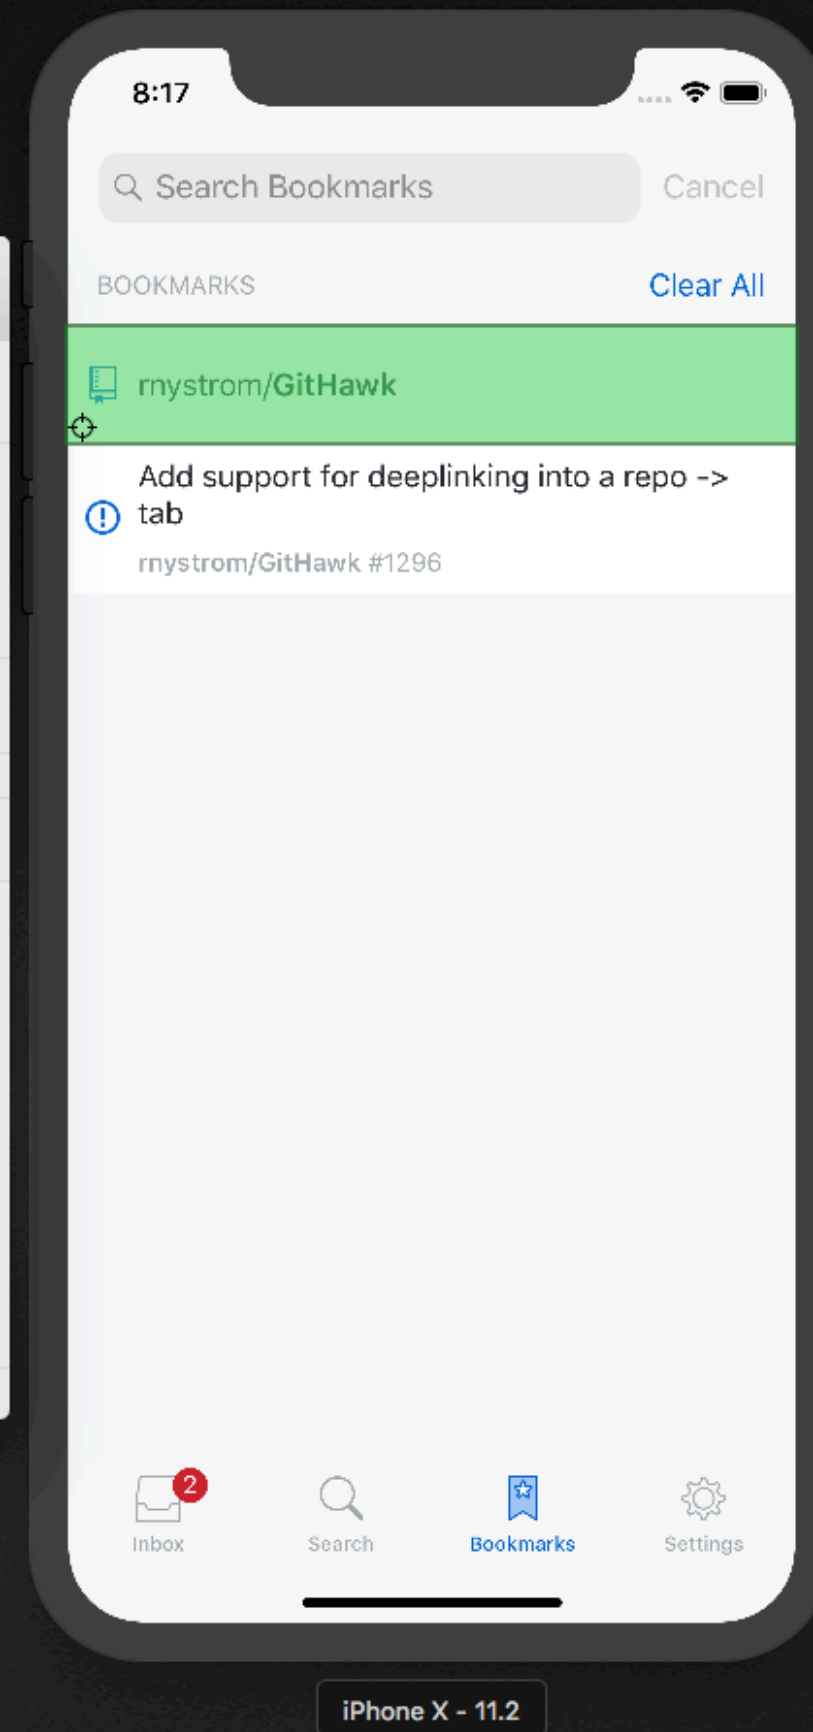 8:17
Search Bookmarks
Cancel
BOOKMARKS
Clear All
rnystrom/GitHawk
Add support for deeplinking into a repo ->
tab
rnystrom/GitHawk #1296
2
Inbox
Search
Bookmarks
Settings
iPhone X - 11.2